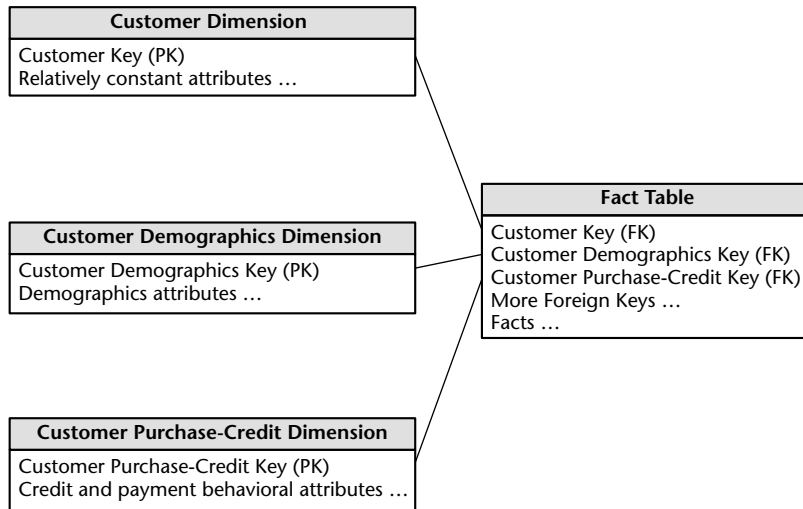 Customer Dimension
Customer Key (PK)
Relatively constant attributes …
Customer Demographics Dimension
Customer Demographics Key (PK)
Demographics attributes …
Customer Purchase-Credit Dimension
Customer Purchase-Credit Key (PK)
Credit and payment behavioral attributes …
Fact Table
Customer Key (FK)
Customer Demographics Key (FK)
Customer Purchase-Credit Key (FK)
More Foreign Keys …
Facts …